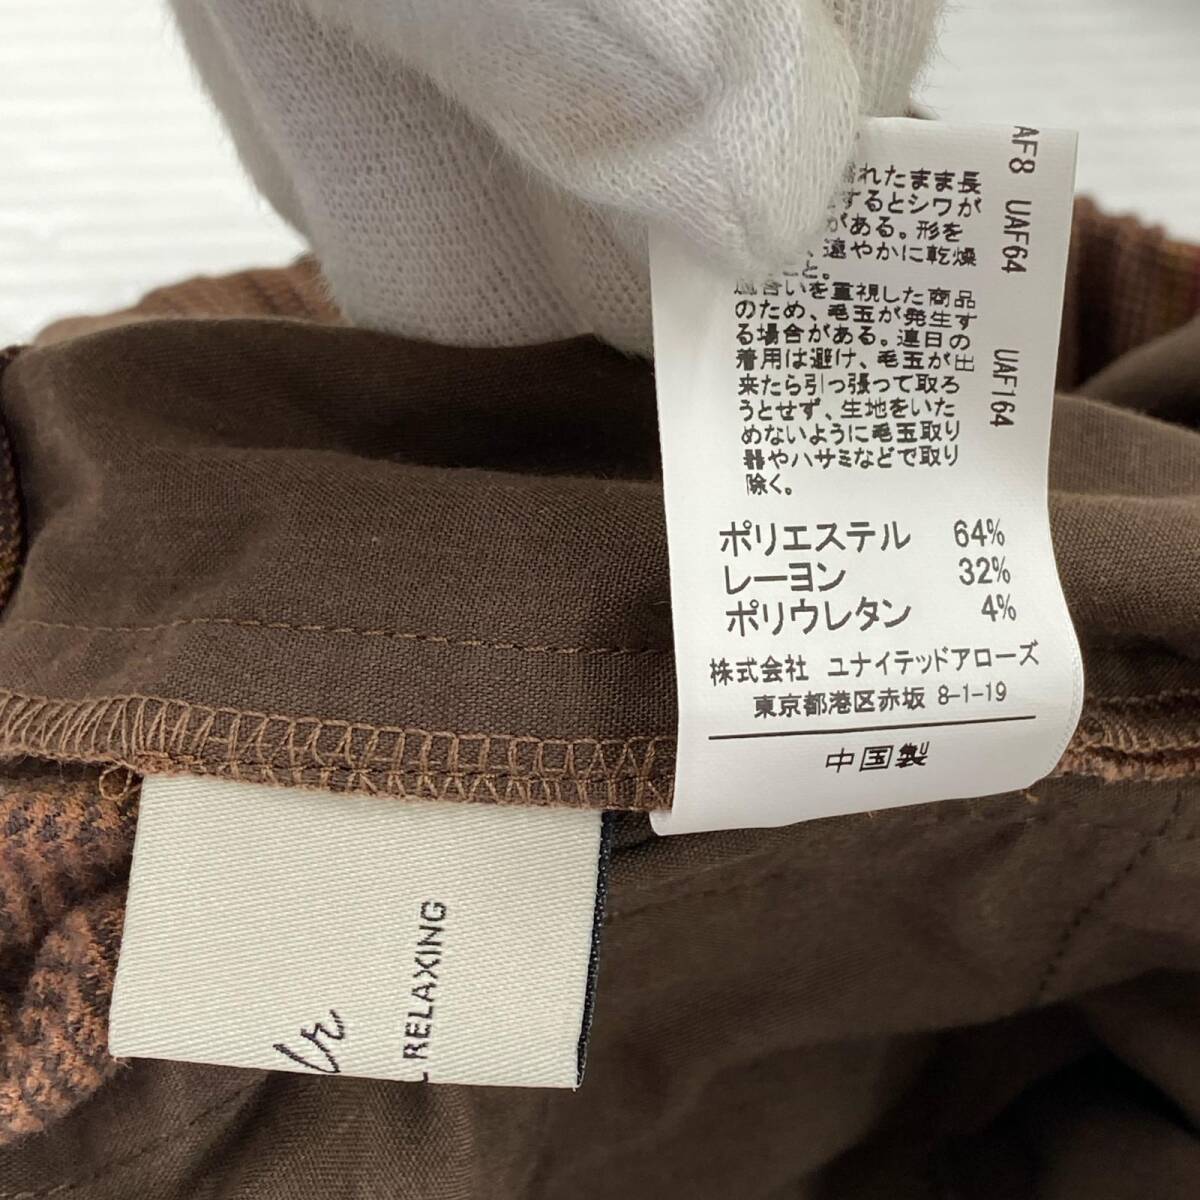 れたまま長
するとシワが
がある。形を
、速やかに乾燥
こと。
風合いを重視した商品
のため、毛玉が発生す
る場合がある。連日の
着用は避け、毛玉が出
来たら引っ張って取ろ
うとせず、生地をいた
めないように毛玉取り
器やハサミなどで取り
除く。
ポリエステル 64%
レーヨン 32%
ポリウレタン 4%
株式会社 ユナイテッドアローズ
東京都港区赤坂 8-1-19
中国製
AF8 UAF64 UAF164
lr
L RELAXING